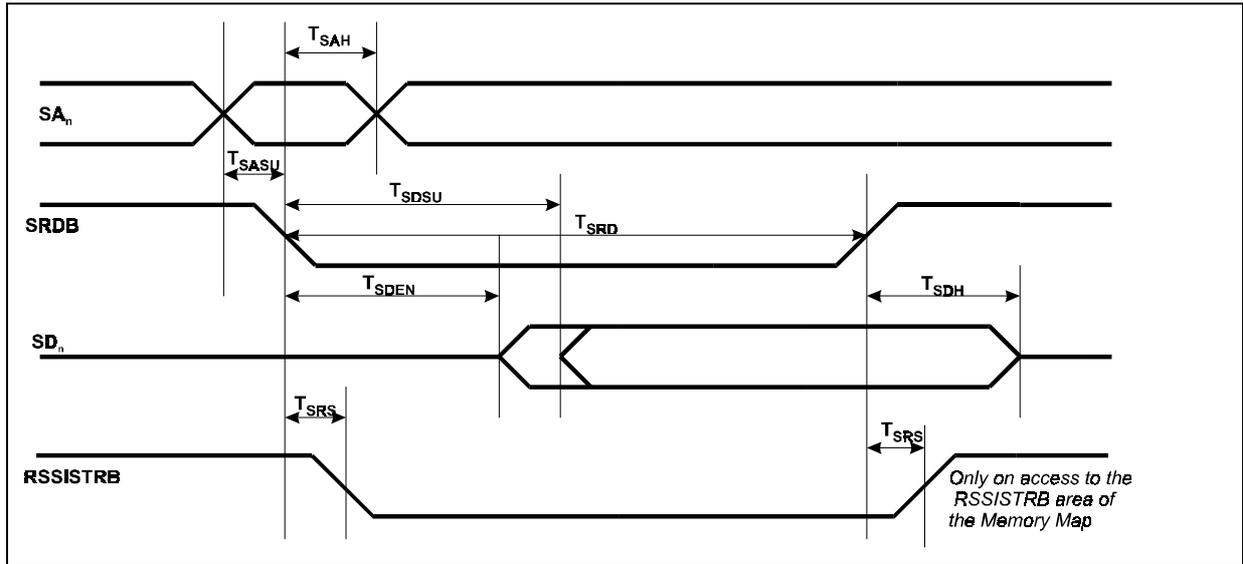 TSAH
SAn
TSASU
TSDSU
SRDB
TSRD
TSDEN
TSDH
SDn
TSRS
TSRS
RSSISTRB
Only on access to the
RSSISTRB area of
the Memory Map